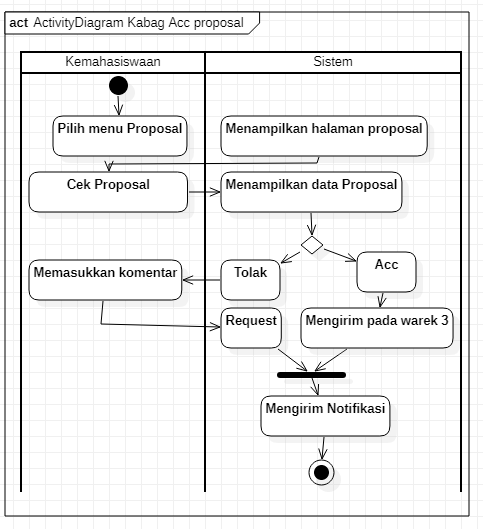 act ActivityDiagram Kabag Acc proposal
Kemahasiswaan
Sistem
Pilih menu Proposal
Menampilkan halaman proposal
Cek Proposal
Menampilkan data Proposal
Memasukkan komentar
Tolak
Acc
Request
Mengirim pada warek 3
Mengirim Notifikasi